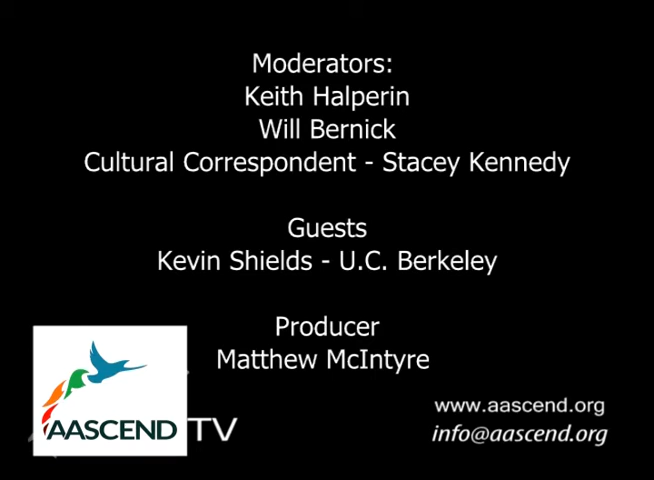 Moderators:
Keith Halperin
Will Bernick
Cultural Correspondent - Stacey Kennedy
Guests
Kevin Shields - U.C. Berkeley
Producer
Matthew McIntyre
www.aascend.org
AASCEND TV
info@aascend.org